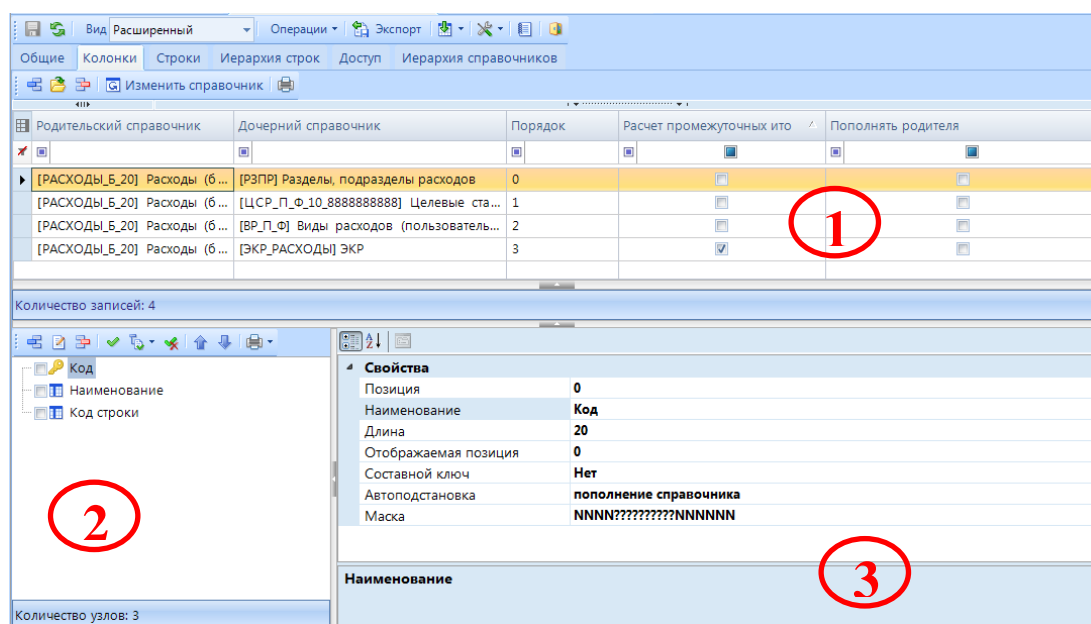 Вид Расширенный Операции Экспорт
Общие Колонки Строки Иерархия строк Доступ Иерархия справочников
Изменить справочник
Родительский справочник Дочерний справочник Порядок Расчет промежуточных ито Пополнять родителя
[РАСХОДЫ_Б_20] Расходы (б... [РЗПР] Разделы, подразделы расходов 0
[РАСХОДЫ_Б_20] Расходы (б... [ЦСР_П_Ф_10_8888888888] Целевые ста... 1
[РАСХОДЫ_Б_20] Расходы (б... [ВР_П_Ф] Виды расходов (пользователь... 2
[РАСХОДЫ_Б_20] Расходы (б... [ЭКР_РАСХОДЫ] ЭКР 3
1
Количество записей: 4
Код
Наименование
Код строки
2
Количество узлов: 3
Свойства
Позиция 0
Наименование Код
Длина 20
Отображаемая позиция 0
Составной ключ Нет
Автоподстановка пополнение справочника
Маска NNNN??????????NNNNNN
Наименование
3